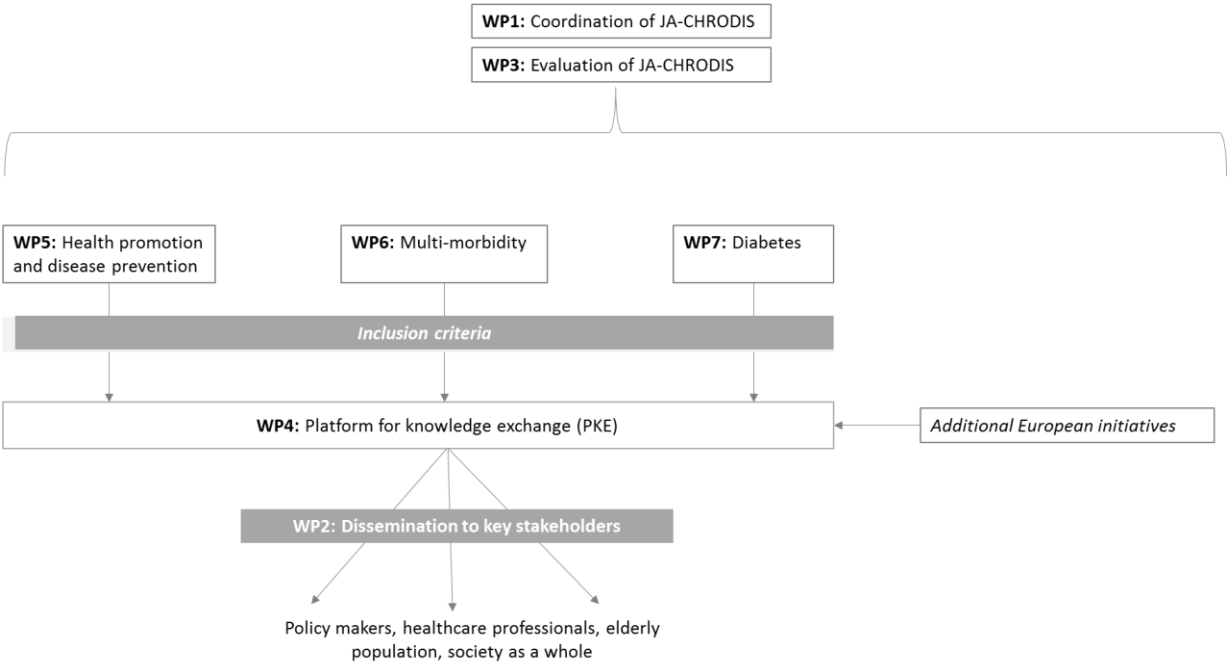 WP1: Coordination of JA-CHRODIS
WP3: Evaluation of JA-CHRODIS
WP5: Health promotion
and disease prevention
WP6: Multi-morbidity
WP7: Diabetes
Inclusion criteria
WP4: Platform for knowledge exchange (PKE)
Additional European initiatives
WP2: Dissemination to key stakeholders
Policy makers, healthcare professionals, elderly
population, society as a whole